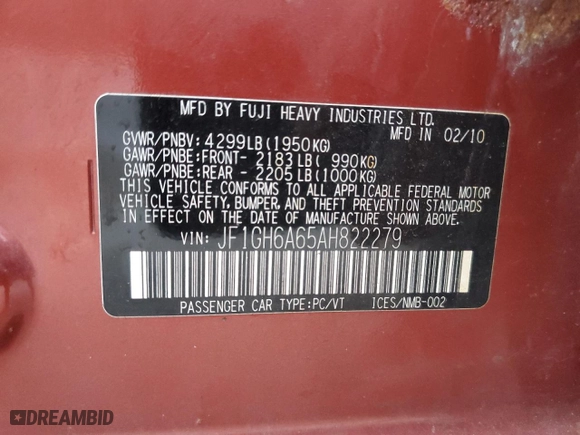 MFD BY FUJI HEAVY INDUSTRIES LTD.
MFD IN 02/10
GVWR/PNBV: 4299LB(1950KG)
GAWR/PNBE:FRONT- 2183LB( 990KG)
GAWR/PNBE:REAR - 2205LB(1000KG)
THIS VEHICLE CONFORMS TO ALL APPLICABLE FEDERAL MOTOR
VEHICLE SAFETY, BUMPER, AND THEFT PREVENTION STANDARDS
IN EFFECT ON THE DATE OF MANUFACTURE SHOWN ABOVE.
VIN: JF1GH6A65AH822279
PASSENGER CAR TYPE:PC/VT ICES/NMB-002
DREAMBID